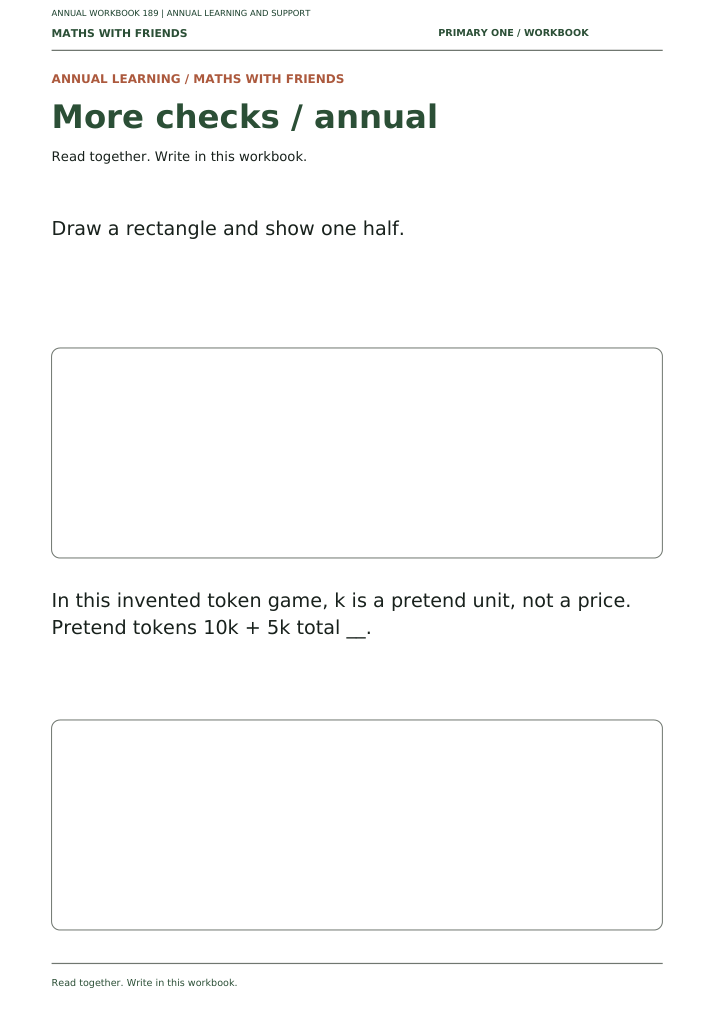 ANNUAL WORKBOOK 189 | ANNUAL LEARNING AND SUPPORT
MATHS WITH FRIENDS
PRIMARY ONE / WORKBOOK
ANNUAL LEARNING / MATHS WITH FRIENDS
More checks / annual
Read together. Write in this workbook.
Draw a rectangle and show one half.
In this invented token game, k is a pretend unit, not a price.
Pretend tokens 10k + 5k total __.
Read together. Write in this workbook.